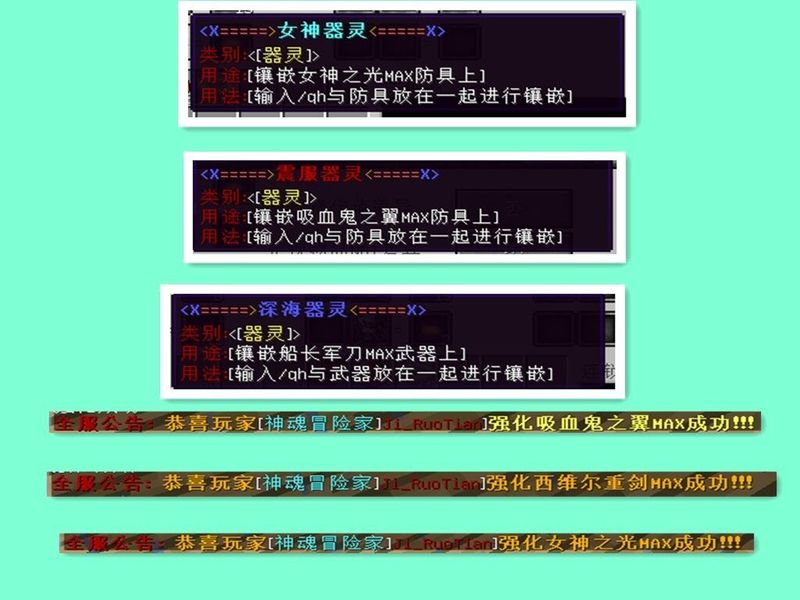 <X=====>女神器灵<=====X>
类别:<[器灵]>
用途[镶嵌女神之光MAX防具上]
用法:[输入/qh与防具放在一起进行镶嵌]
<X=====>震服器灵<=====X>
类别:<[器灵]>
用途[镶嵌吸血鬼之翼MAX防具上]
用法:[输入/qh与防具放在一起进行镶嵌]
<X=====>深海器灵<=====X>
类别:<[器灵]>
用途[镶嵌船长军刀MAX武器上]
用法:[输入/qh与武器放在一起进行镶嵌]
全服公告: 恭喜玩家[神魂冒险家]Ji_RuoTian]强化吸血鬼之翼MAX成功!!!
全服公告: 恭喜玩家[神魂冒险家]Ji_RuoTian]强化西维尔重剑MAX成功!!!
全服公告: 恭喜玩家[神魂冒险家]Ji_RuoTian]强化女神之光MAX成功!!!